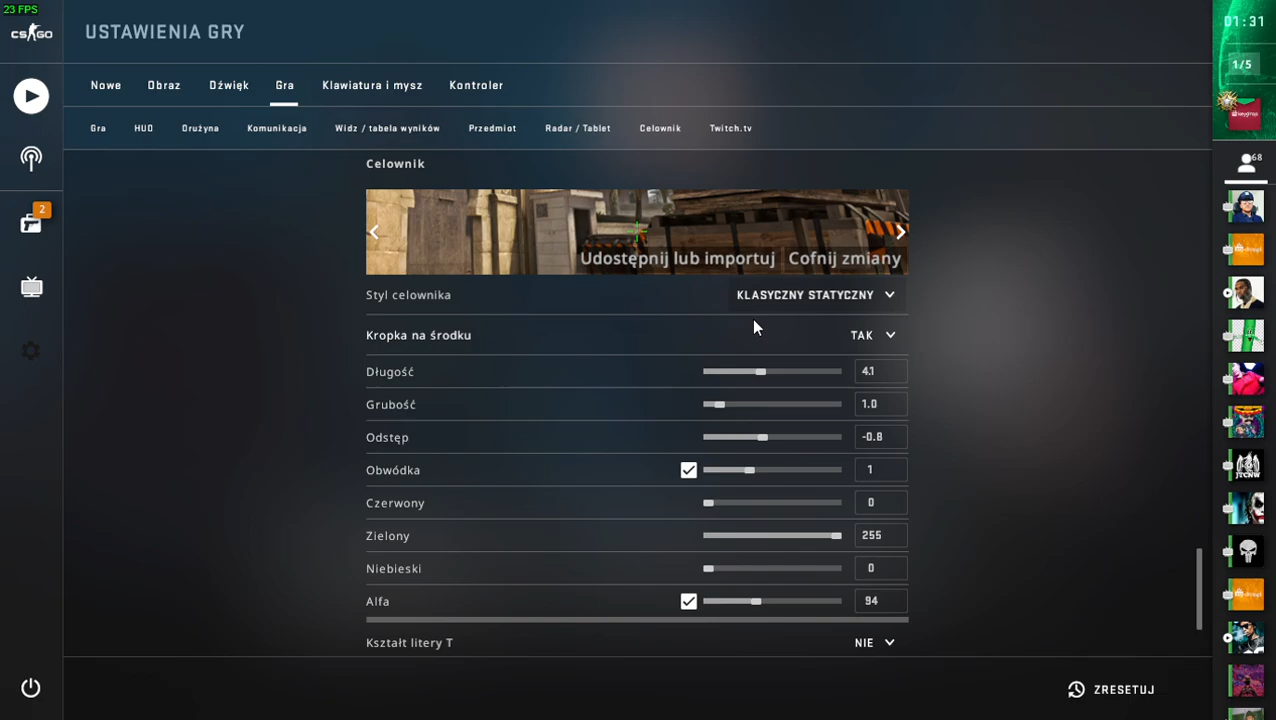 23 FPS
CS:GO
USTAWIENIA GRY
01:31
1/5
Nowe Obraz Dźwięk Gra Klawiatura i mysz Kontroler
Gra HUD Drużyna Komunikacja Widz / tabela wyników Przedmiot Radar / Tablet Celownik Twitch.tv
68
2
Celownik
Udostępnij lub importuj Cofnij zmiany
Styl celownika KLASYCZNY STATYCZNY
Kropka na środku TAK
Długość 4.1
Grubość 1.0
Odstęp -0.8
Obwódka 1
Czerwony 0
Zielony 255
Niebieski 0
Alfa 94
Kształt litery T NIE
JTCNW
ZRESETUJ